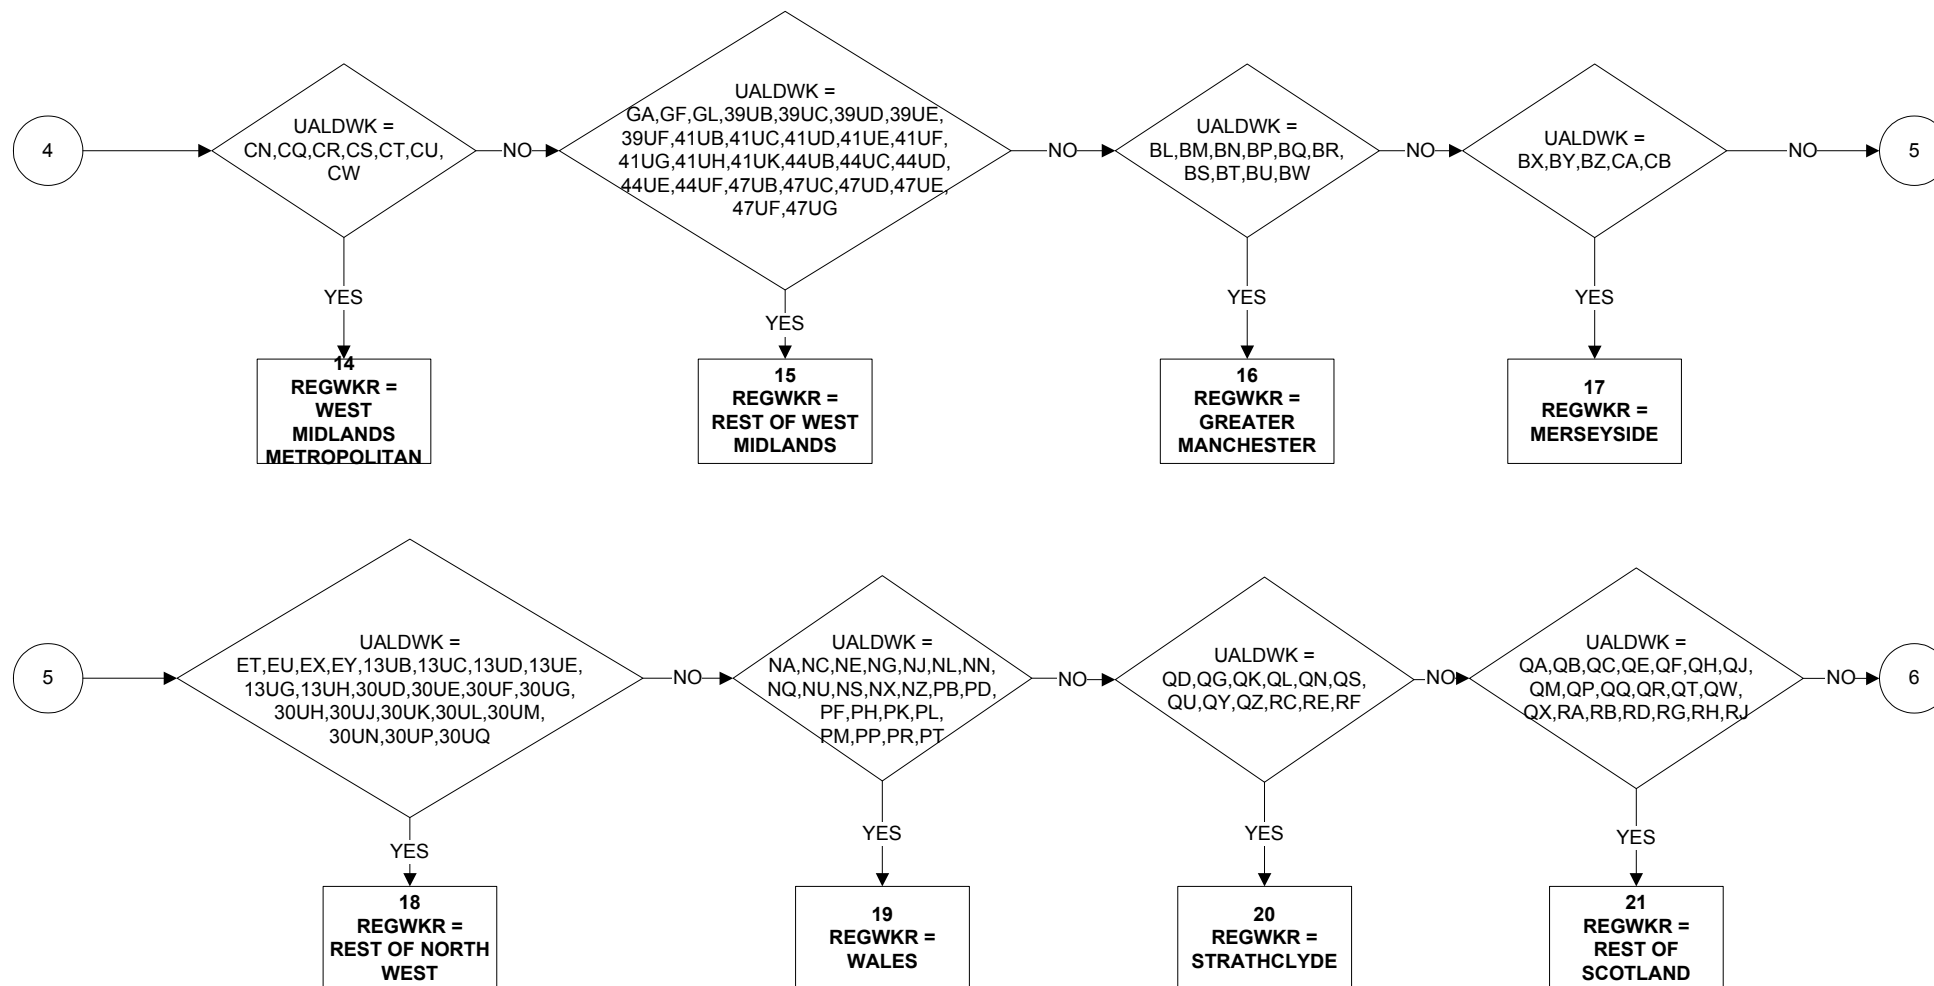 4
UALDWK =
CN,CQ,CR,CS,CT,CU,
CW
NO
UALDWK =
GA,GF,GL,39UB,39UC,39UD,39UE,
39UF,41UB,41UC,41UD,41UE,41UF,
41UG,41UH,41UK,44UB,44UC,44UD,
44UE,44UF,47UB,47UC,47UD,47UE,
47UF,47UG
NO
UALDWK =
BL,BM,BN,BP,BQ,BR,
BS,BT,BU,BW
NO
UALDWK =
BX,BY,BZ,CA,CB
NO
5
YES
YES
YES
YES
14
REGWKR =
WEST
MIDLANDS
METROPOLITAN
15
REGWKR =
REST OF WEST
MIDLANDS
16
REGWKR =
GREATER
MANCHESTER
17
REGWKR =
MERSEYSIDE
5
UALDWK =
ET,EU,EX,EY,13UB,13UC,13UD,13UE,
13UG,13UH,30UD,30UE,30UF,30UG,
30UH,30UJ,30UK,30UL,30UM,
30UN,30UP,30UQ
NO
UALDWK =
NA,NC,NE,NG,NJ,NL,NN,
NQ,NU,NS,NX,NZ,PB,PD,
PF,PH,PK,PL,
PM,PP,PR,PT
NO
UALDWK =
QD,QG,QK,QL,QN,QS,
QU,QY,QZ,RC,RE,RF
NO
UALDWK =
QA,QB,QC,QE,QF,QH,QJ,
QM,QP,QQ,QR,QT,QW,
QX,RA,RB,RD,RG,RH,RJ
NO
6
YES
YES
YES
YES
18
REGWKR =
REST OF NORTH
WEST
19
REGWKR =
WALES
20
REGWKR =
STRATHCLYDE
21
REGWKR =
REST OF
SCOTLAND